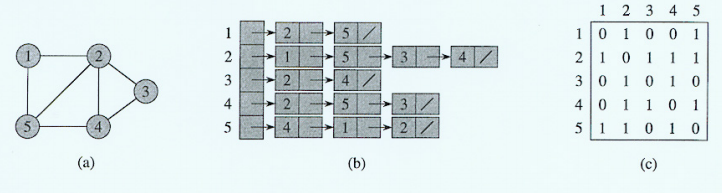 1 2 3 4 5
1 2 5 / 1 0 1 0 0 1
1 2 2 1 5 3 4 / 2 1 0 1 1 1
3 3 2 4 / 3 0 1 0 1 0
5 4 4 2 5 3 / 4 0 1 1 0 1
5 4 1 2 / 5 1 1 0 1 0
(a) (b) (c)